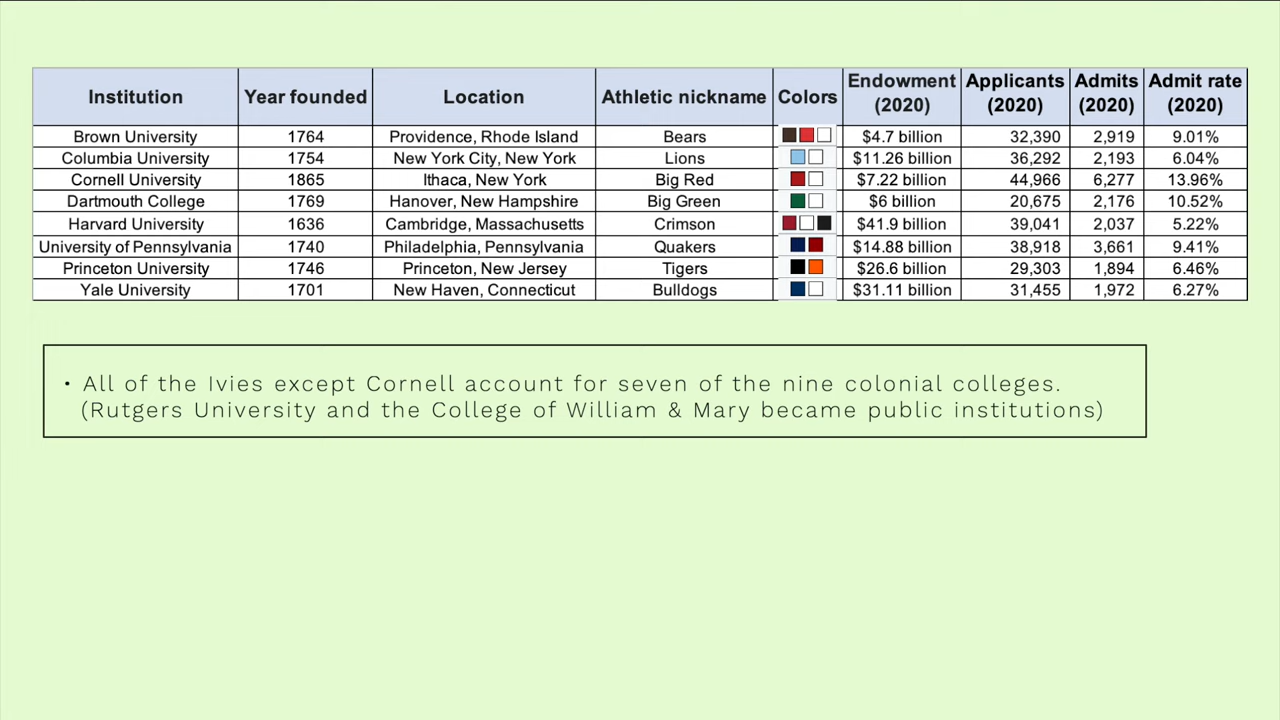 Institution Year founded Location Athletic nickname Colors Endowment (2020) Applicants (2020) Admits (2020) Admit rate (2020)
Brown University 1764 Providence, Rhode Island Bears $4.7 billion 32,390 2,919 9.01%
Columbia University 1754 New York City, New York Lions $11.26 billion 36,292 2,193 6.04%
Cornell University 1865 Ithaca, New York Big Red $7.22 billion 44,966 6,277 13.96%
Dartmouth College 1769 Hanover, New Hampshire Big Green $6 billion 20,675 2,176 10.52%
Harvard University 1636 Cambridge, Massachusetts Crimson $41.9 billion 39,041 2,037 5.22%
University of Pennsylvania 1740 Philadelphia, Pennsylvania Quakers $14.88 billion 38,918 3,661 9.41%
Princeton University 1746 Princeton, New Jersey Tigers $26.6 billion 29,303 1,894 6.46%
Yale University 1701 New Haven, Connecticut Bulldogs $31.11 billion 31,455 1,972 6.27%
• All of the Ivies except Cornell account for seven of the nine colonial colleges.
(Rutgers University and the College of William & Mary became public institutions)